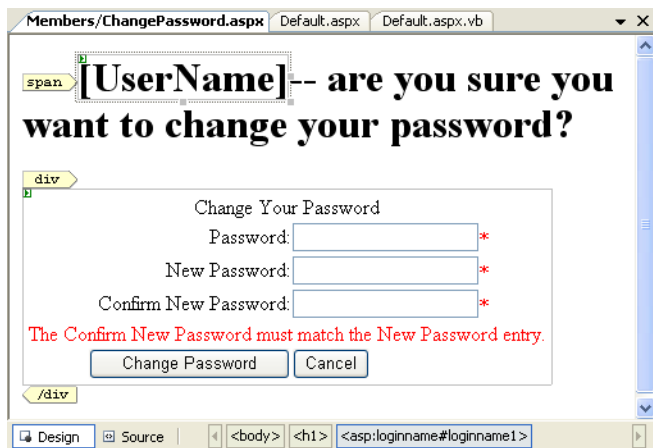 Members/ChangePassword.aspx Default.aspx Default.aspx.vb
span [UserName]-- are you sure you
want to change your password?
div
Change Your Password
Password: *
New Password: *
Confirm New Password: *
The Confirm New Password must match the New Password entry.
Change Password Cancel
/div
Design Source <body> <h1> <asp:loginname#loginname1>